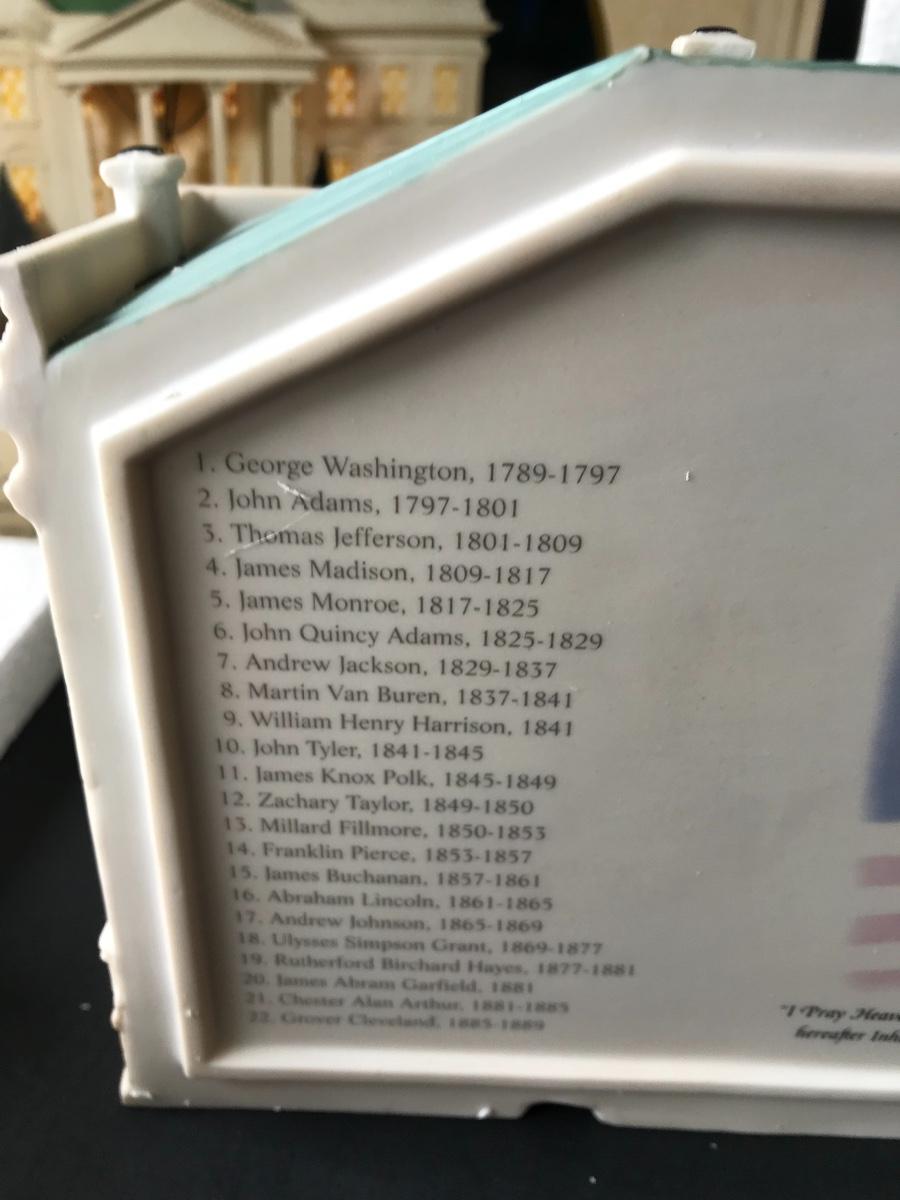 1. George Washington, 1789-1797
2. John Adams, 1797-1801
3. Thomas Jefferson, 1801-1809
4. James Madison, 1809-1817
5. James Monroe, 1817-1825
6. John Quincy Adams, 1825-1829
7. Andrew Jackson, 1829-1837
8. Martin Van Buren, 1837-1841
9. William Henry Harrison, 1841
10. John Tyler, 1841-1845
11. James Knox Polk, 1845-1849
12. Zachary Taylor, 1849-1850
13. Millard Fillmore, 1850-1853
14. Franklin Pierce, 1853-1857
15. James Buchanan, 1857-1861
16. Abraham Lincoln, 1861-1865
17. Andrew Johnson, 1865-1869
18. Ulysses Simpson Grant, 1869-1877
19. Rutherford Birchard Hayes, 1877-1881
20. James Abram Garfield, 1881
21. Chester Alan Arthur, 1881-1885
22. Grover Cleveland, 1885-1889
"I Pray Heav
hereafter Inh